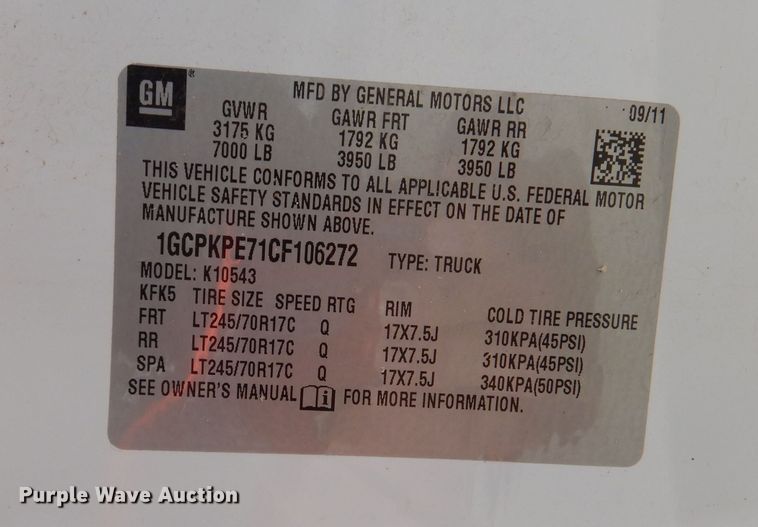 GM®
MFD BY GENERAL MOTORS LLC 09/11
GVWR GAWR FRT GAWR RR
3175 KG 1792 KG 1792 KG
7000 LB 3950 LB 3950 LB
THIS VEHICLE CONFORMS TO ALL APPLICABLE U.S. FEDERAL MOTOR
VEHICLE SAFETY STANDARDS IN EFFECT ON THE DATE OF
MANUFACTURE SHOWN ABOVE.
1GCPKPE71CF106272 TYPE: TRUCK
MODEL: K10543
KFK5 TIRE SIZE SPEED RTG RIM COLD TIRE PRESSURE
FRT LT245/70R17C Q 17X7.5J 310KPA(45PSI)
RR LT245/70R17C Q 17X7.5J 310KPA(45PSI)
SPA LT245/70R17C Q 17X7.5J 340KPA(50PSI)
SEE OWNER'S MANUAL i FOR MORE INFORMATION.
Purple Wave Auction